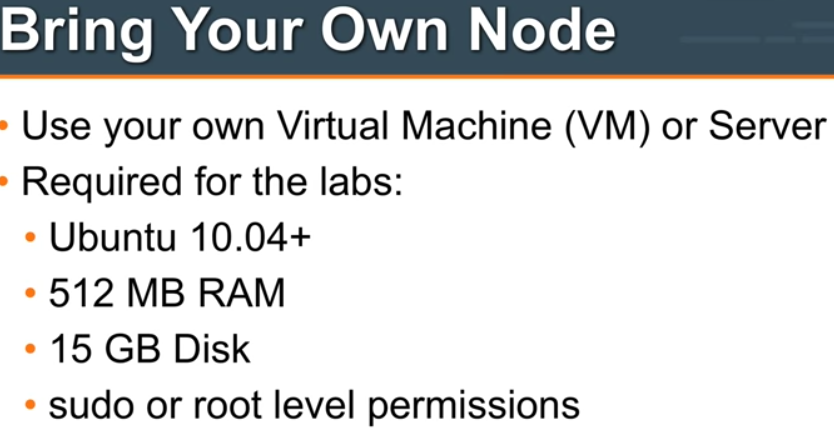 Bring Your Own Node
• Use your own Virtual Machine (VM) or Server
• Required for the labs:
• Ubuntu 10.04+
• 512 MB RAM
• 15 GB Disk
• sudo or root level permissions